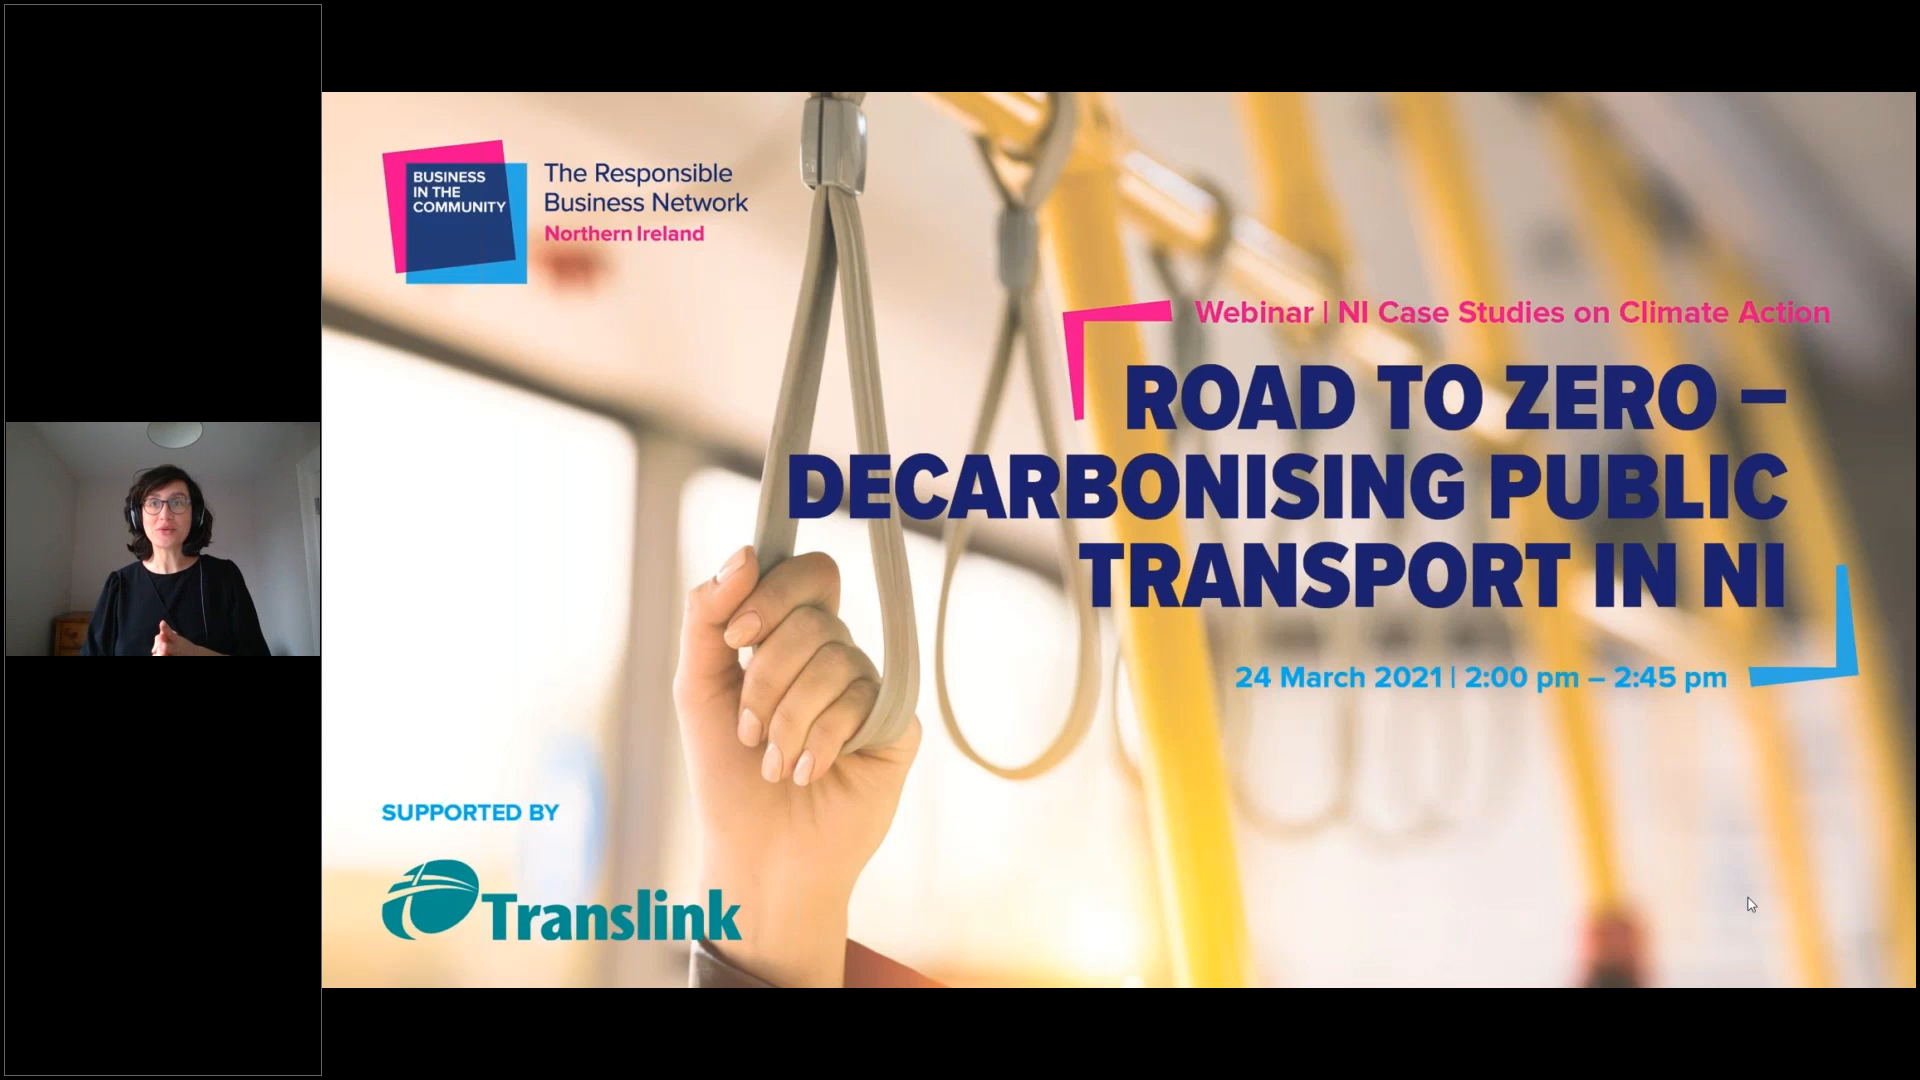 BUSINESS
IN THE
COMMUNITY
The Responsible
Business Network
Northern Ireland
Webinar | NI Case Studies on Climate Action
ROAD TO ZERO –
DECARBONISING PUBLIC
TRANSPORT IN NI
24 March 2021 | 2:00 pm – 2:45 pm
SUPPORTED BY
Translink